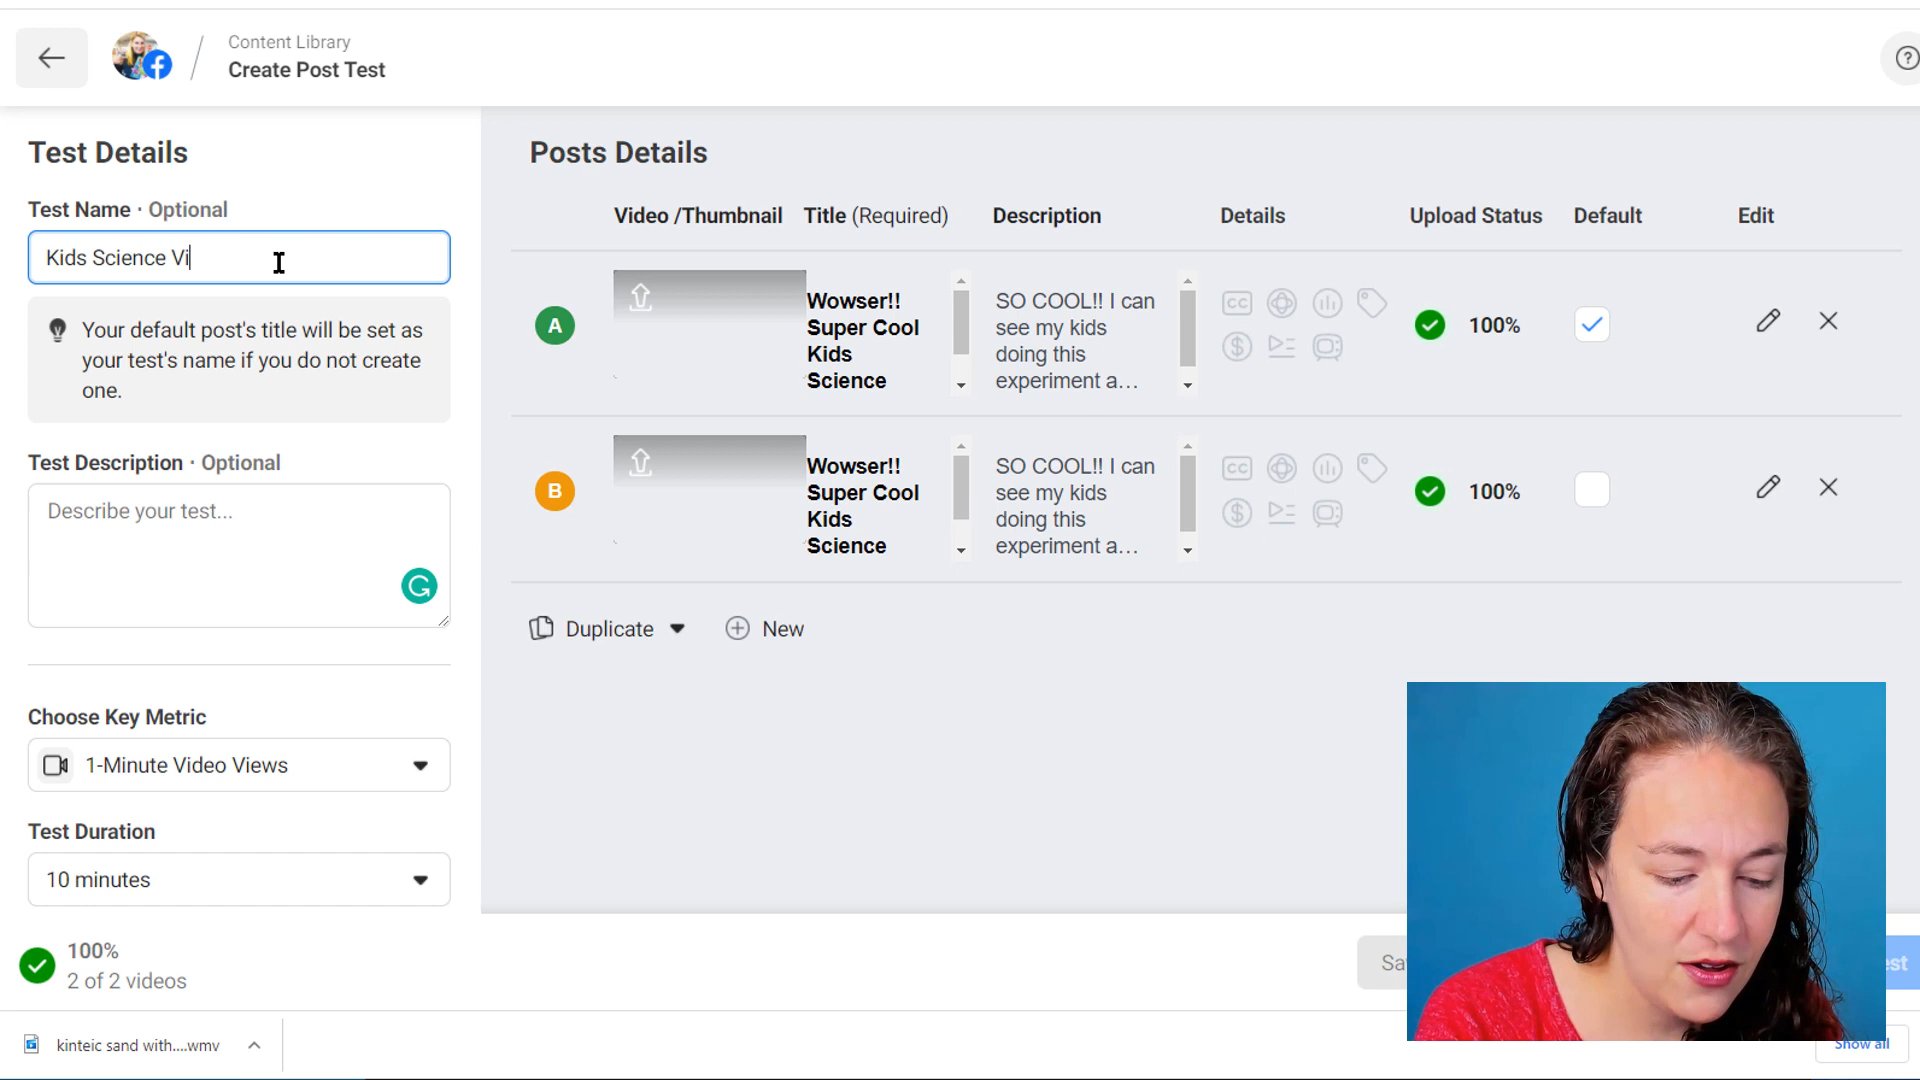 Content Library
Create Post Test
Test Details
Test Name · Optional
Kids Science Vi
Your default post's title will be set as
your test's name if you do not create
one.
Test Description · Optional
Describe your test...
Choose Key Metric
1-Minute Video Views
Test Duration
10 minutes
100%
2 of 2 videos
kinteic sand with....wmv
Posts Details
Video /Thumbnail Title (Required) Description Details Upload Status Default Edit
A
Wowser!!
Super Cool
Kids
Science
SO COOL!! I can
see my kids
doing this
experiment a...
CC
100%
B
Wowser!!
Super Cool
Kids
Science
SO COOL!! I can
see my kids
doing this
experiment a...
CC
100%
Duplicate
New
Show all